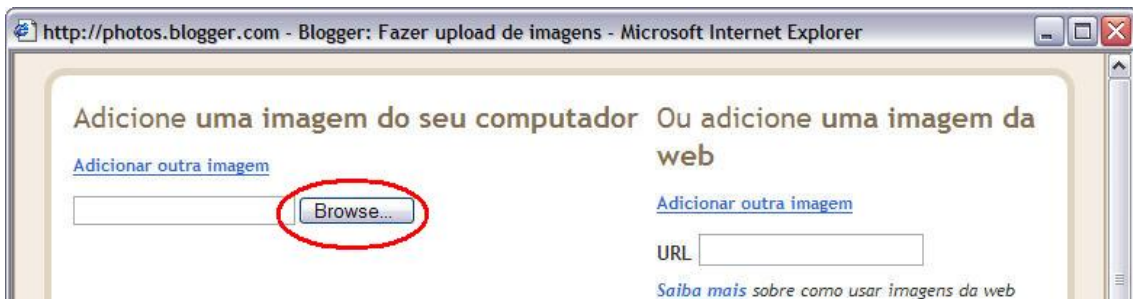 http://photos.blogger.com - Blogger: Fazer upload de imagens - Microsoft Internet Explorer
Adicione uma imagem do seu computador
Adicionar outra imagem
Browse...
Ou adicione uma imagem da
web
Adicionar outra imagem
URL
Saiba mais sobre como usar imagens da web